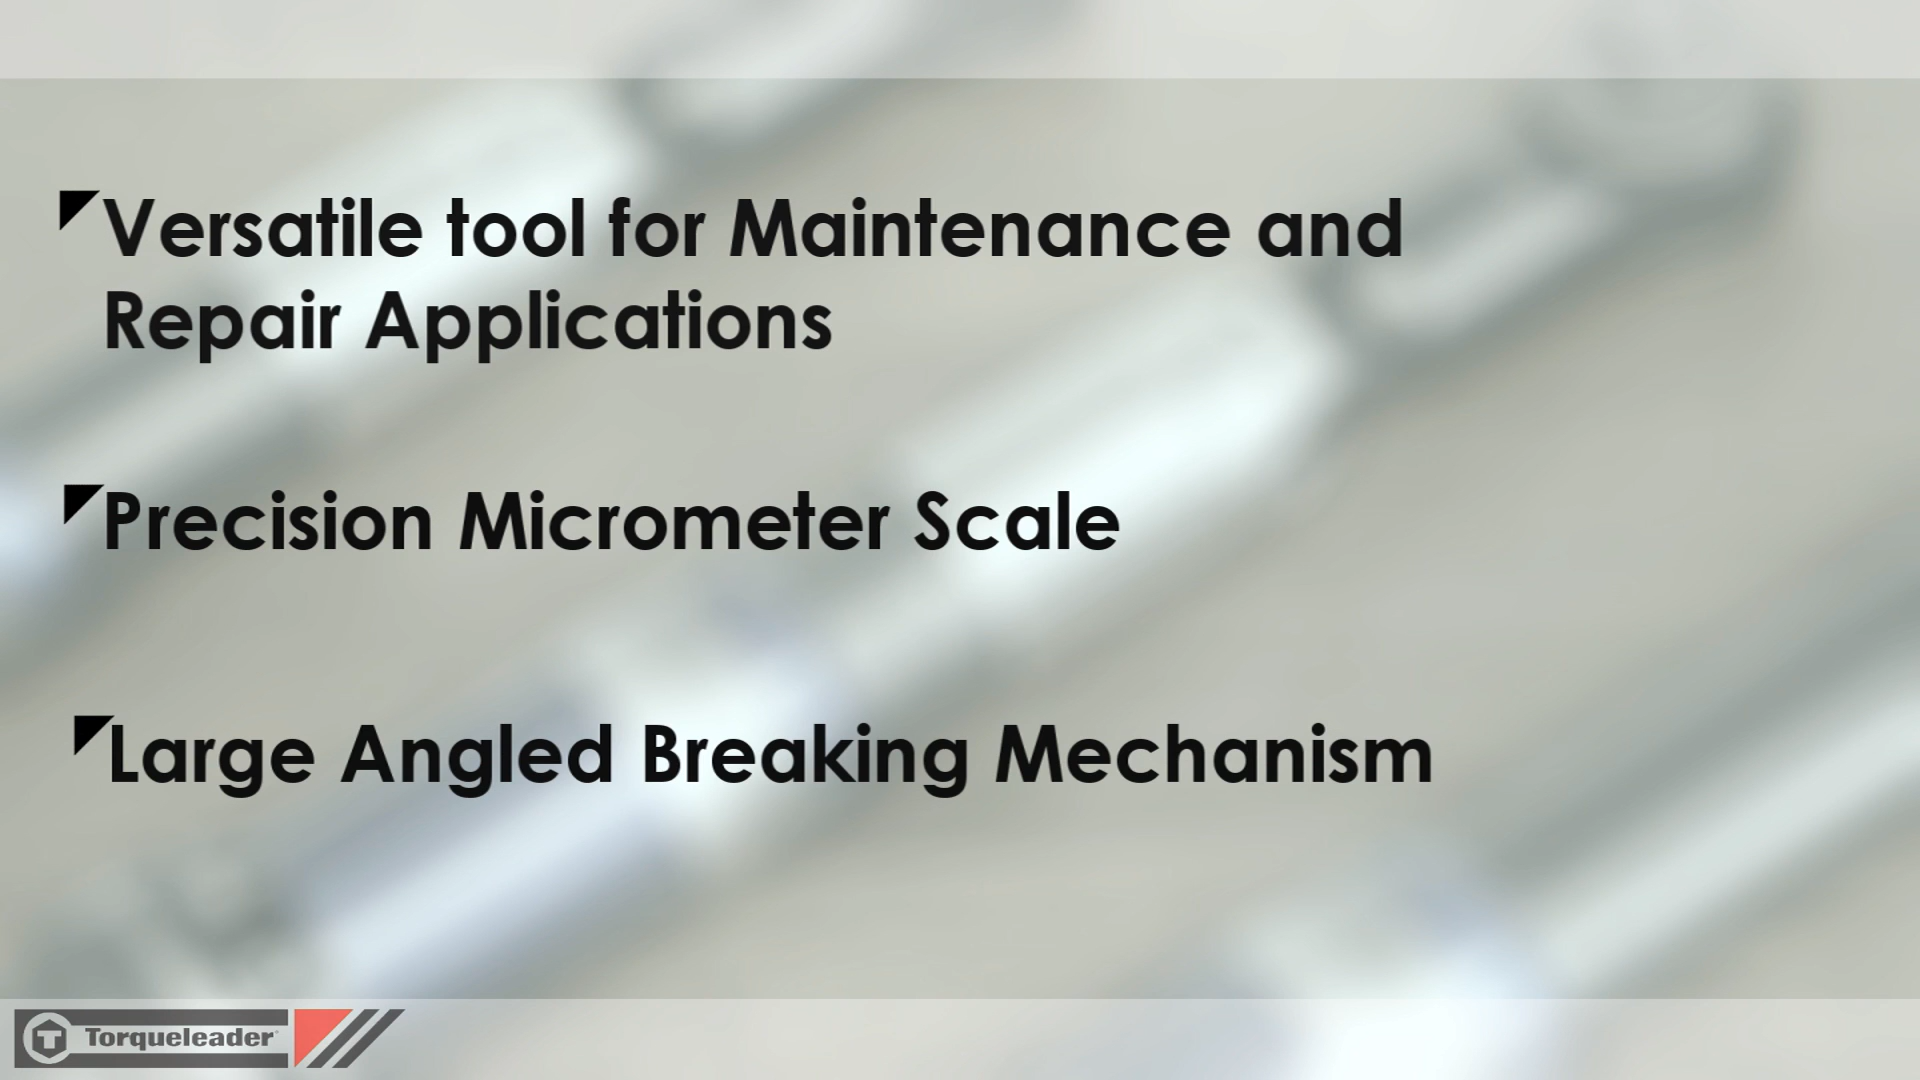 Versatile tool for Maintenance and
Repair Applications
Precision Micrometer Scale
Large Angled Breaking Mechanism
Torqueleader